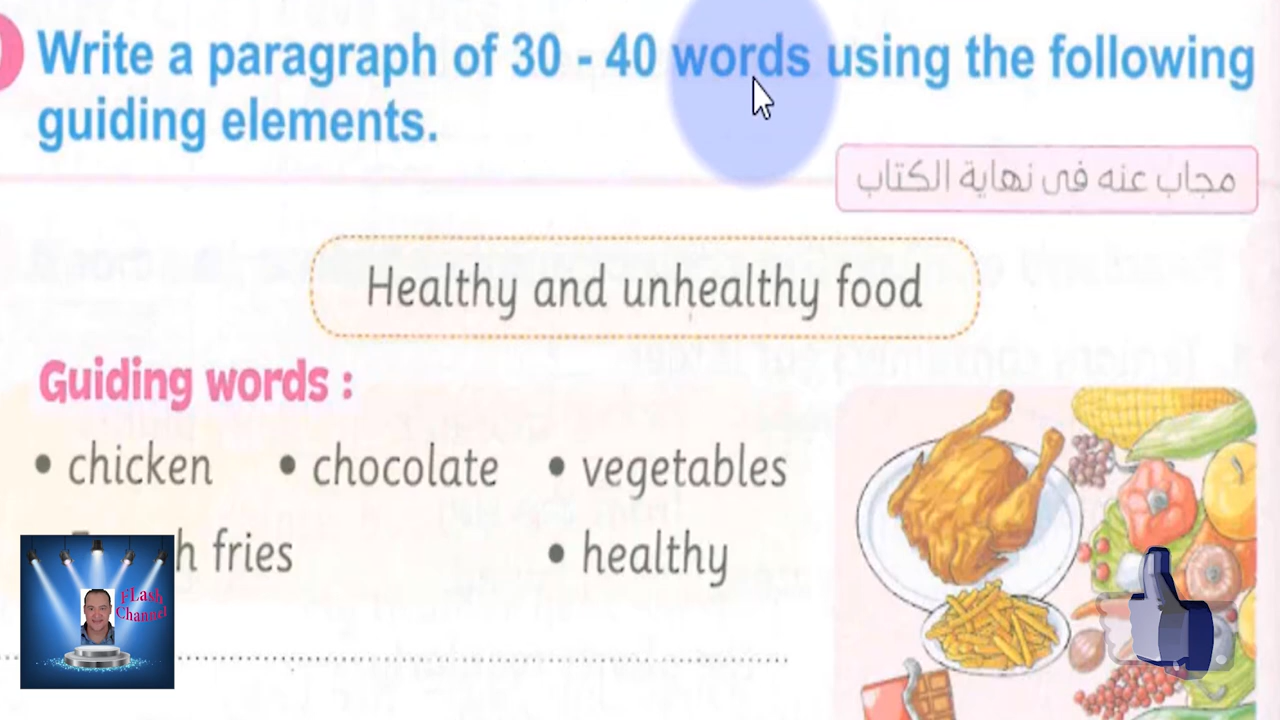 Write a paragraph of 30 - 40 words using the following
guiding elements.
مجاب عنه فى نهاية الكتاب
Healthy and unhealthy food
Guiding words :
• chicken • chocolate • vegetables
fries • healthy
FLash
Channel